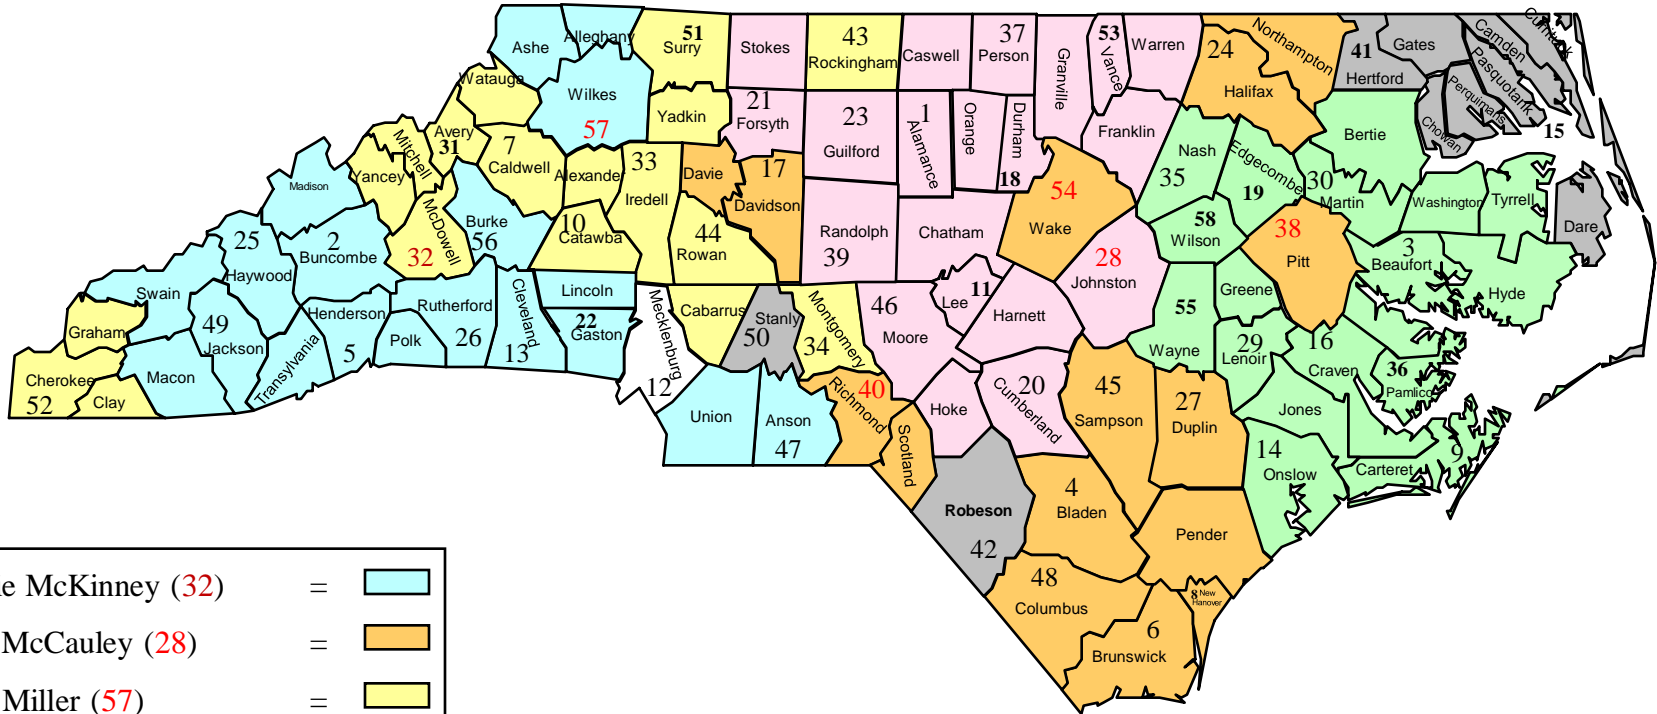 Ashe
Alleghany
51
Surry
Stokes
43
Rockingham
Caswell
37
Person
Granville
53
Vance
Warren
24
Halifax
Northampton
41
Hertford
Gates
Camden
Currituck
Pasquotank
Perquimans
Chowan
15
Watauga
Wilkes
57
Yadkin
21
Forsyth
23
Guilford
1
Alamance
Orange
Durham
18
Franklin
Nash
35
Edgecombe
19
Bertie
30
Martin
Washington
Tyrrell
Dare
Mitchell
Avery
31
7
Caldwell
Alexander
33
Iredell
Davie
17
Davidson
Yancey
Madison
McDowell
32
Burke
56
10
Catawba
44
Rowan
Randolph
39
Chatham
54
Wake
28
Johnston
58
Wilson
38
Pitt
3
Beaufort
Hyde
25
Haywood
2
Buncombe
Swain
Graham
49
Jackson
Henderson
5
Rutherford
26
Polk
Cleveland
13
Lincoln
22
Gaston
Mecklenburg
12
Cabarrus
Stanly
50
Montgomery
34
46
Moore
Lee
11
Harnett
55
Wayne
Greene
29
Lenoir
16
Craven
36
Pamlico
Cherokee
52
Clay
Macon
Transylvania
Union
Anson
47
Richmond
40
Scotland
Hoke
20
Cumberland
45
Sampson
27
Duplin
Jones
14
Onslow
Carteret
9
Robeson
42
4
Bladen
Pender
48
Columbus
8 New
Hanover
6
Brunswick
McKinney (32) =
McCauley (28) =
Miller (57) =